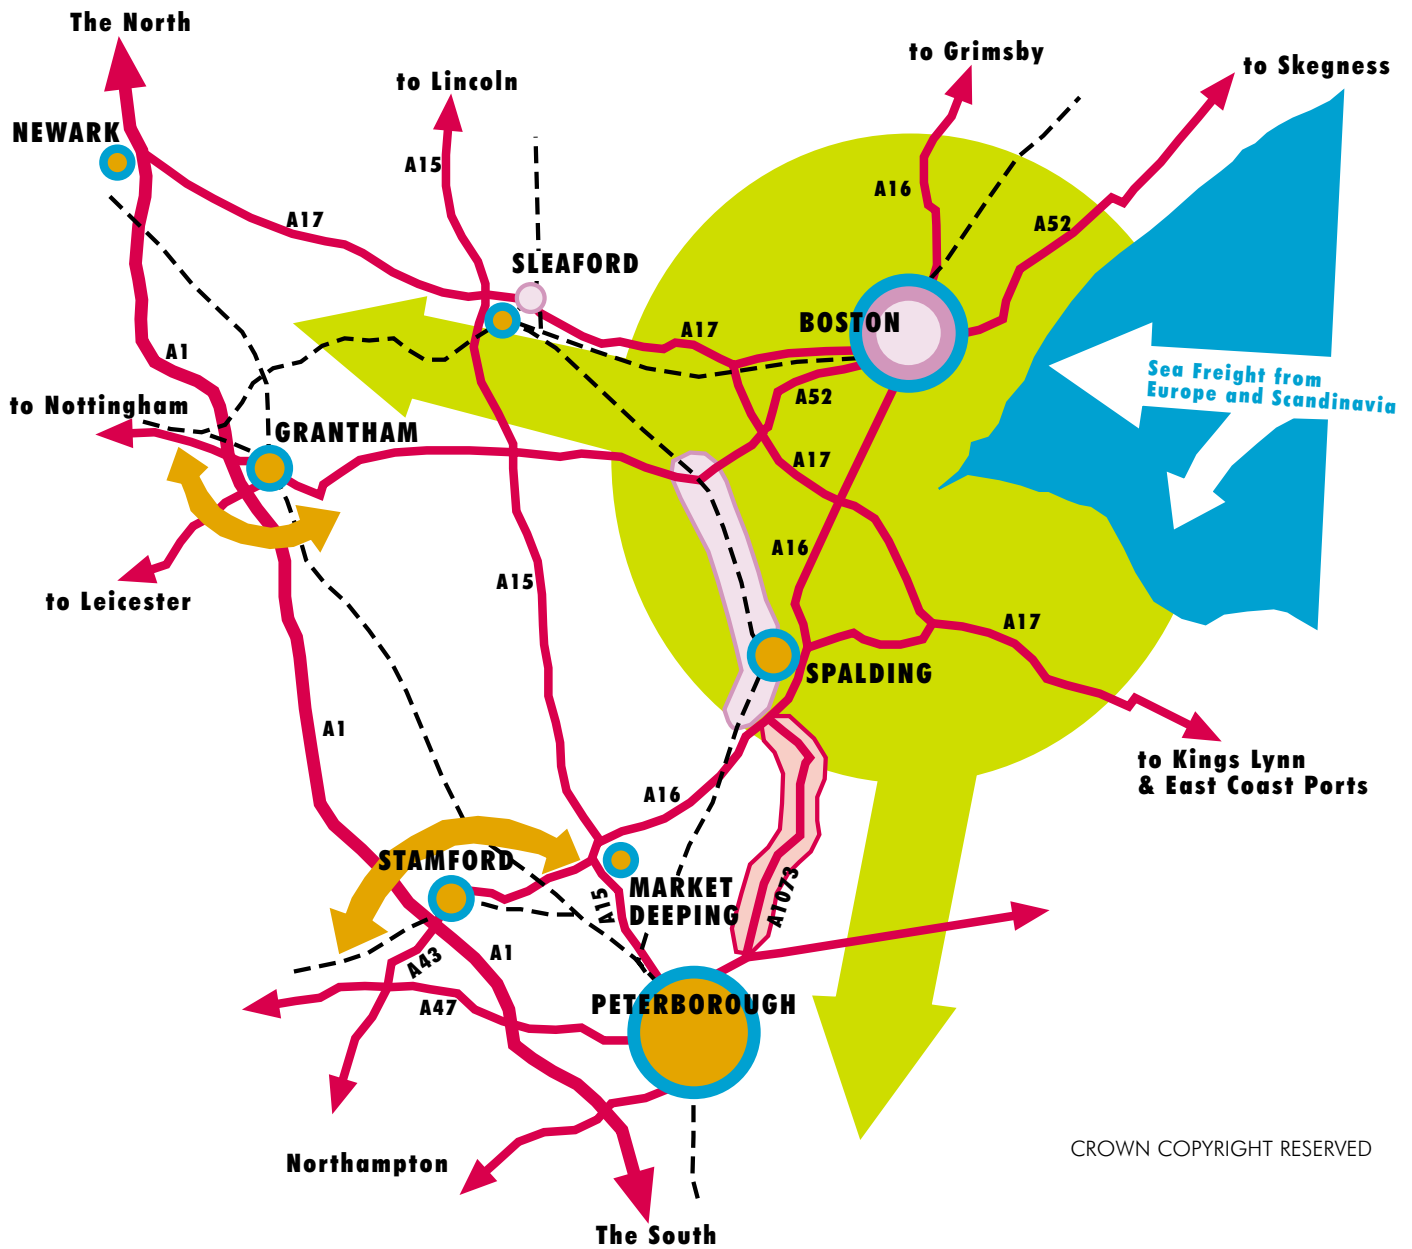 The North
to Grimsby
to Skegness
to Lincoln
NEWARK
A15
A16
A17
A52
SLEAFORD
BOSTON
A17
A1
Sea Freight from
Europe and Scandinavia
A52
to Nottingham
GRANTHAM
A17
A16
A15
to Leicester
A17
SPALDING
A1
to Kings Lynn
& East Coast Ports
A16
STAMFORD
MARKET
DEEPING
A15
A1073
A43
A1
A47
PETERBOROUGH
CROWN COPYRIGHT RESERVED
Northampton
The South